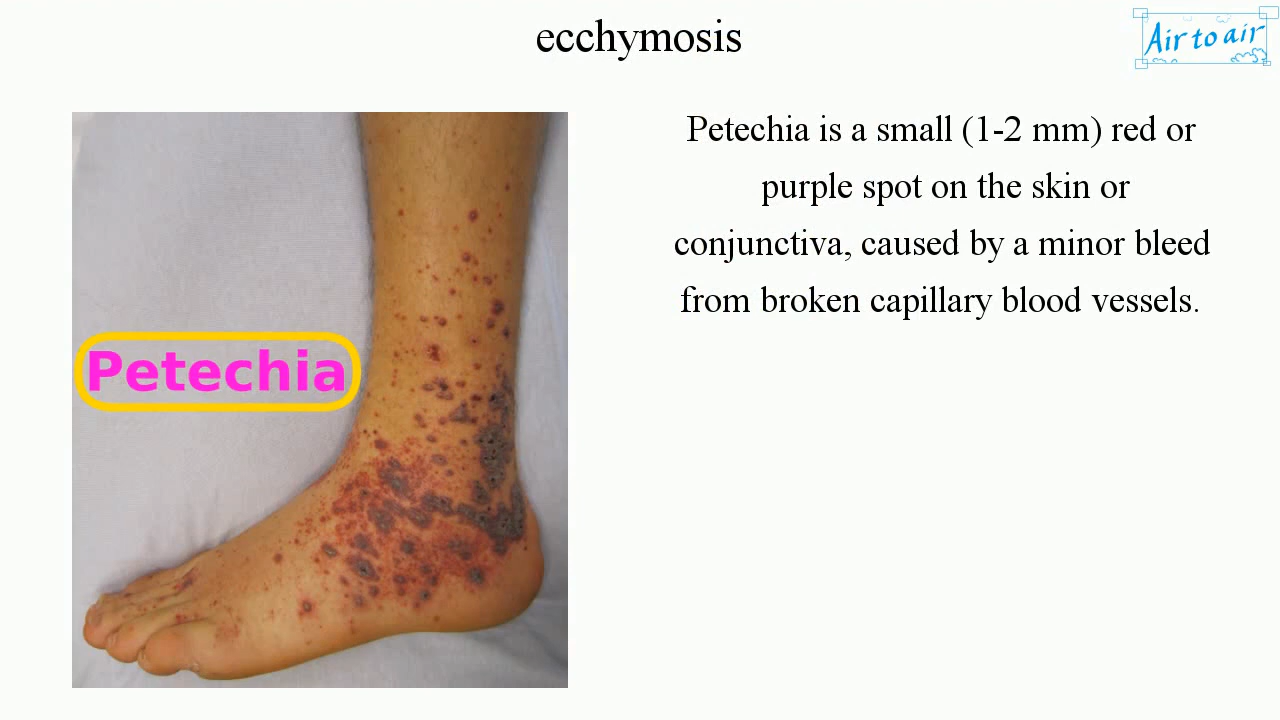 ecchymosis
Air to air
Petechia is a small (1-2 mm) red or
purple spot on the skin or
conjunctiva, caused by a minor bleed
from broken capillary blood vessels.
Petechia